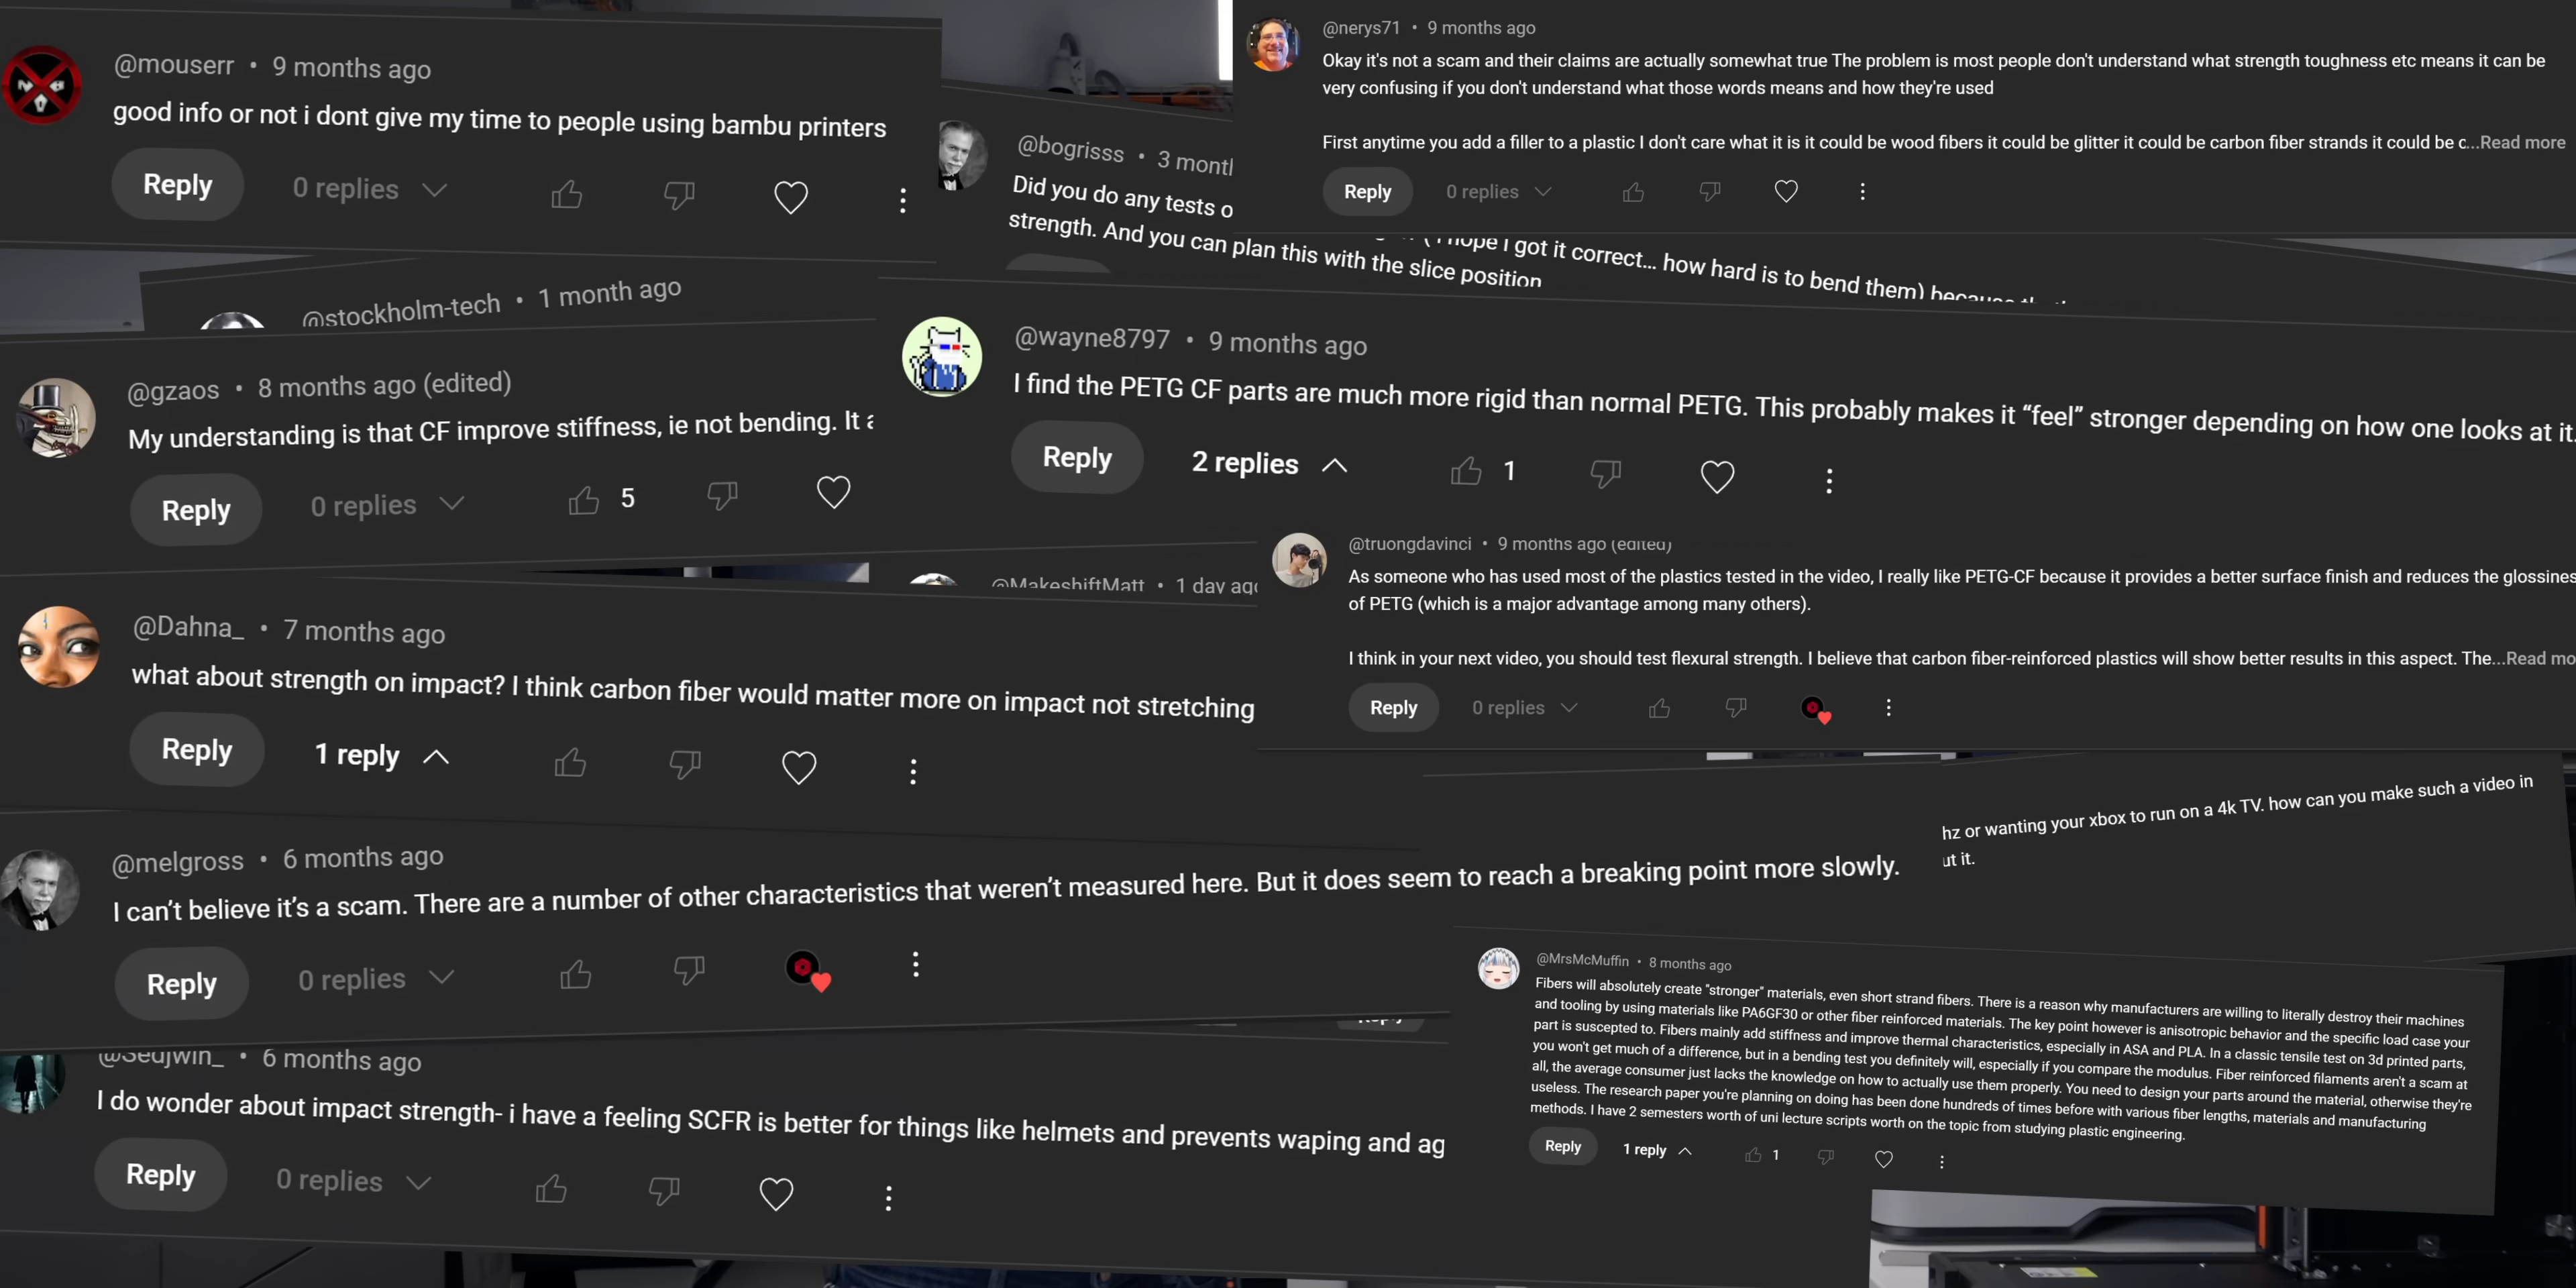 @mouserr • 9 months ago
good info or not i dont give my time to people using bambu printers
Reply 0 replies
@nerys71 • 9 months ago
Okay it's not a scam and their claims are actually somewhat true The problem is most people don't understand what strength toughness etc means it can be
very confusing if you don't understand what those words means and how they're used
First anytime you add a filler to a plastic I don't care what it is it could be wood fibers it could be glitter it could be carbon fiber strands it could be c...Read more
Reply 0 replies
@bogrisss • 3 month
Did you do any tests o
hope I got it correct... how hard is to bend them) because
strength. And you can plan this with the slice position
@stockholm-tech • 1 month ago
@gzaos • 8 months ago (edited)
My understanding is that CF improve stiffness, ie not bending. It a
Reply 0 replies 5
@wayne8797 • 9 months ago
I find the PETG CF parts are much more rigid than normal PETG. This probably makes it “feel” stronger depending on how one looks at it.
Reply 2 replies 1
@truongdavinci • 9 months ago (edited)
As someone who has used most of the plastics tested in the video, I really like PETG-CF because it provides a better surface finish and reduces the glossines
of PETG (which is a major advantage among many others).
I think in your next video, you should test flexural strength. I believe that carbon fiber-reinforced plastics will show better results in this aspect. The...Read mo
Reply 0 replies
@MakeshiftMatt • 1 day ago
@Dahna_ • 7 months ago
what about strength on impact? I think carbon fiber would matter more on impact not stretching
Reply 1 reply
hz or wanting your xbox to run on a 4k TV. how can you make such a video in
ut it.
@melgross • 6 months ago
I can’t believe it’s a scam. There are a number of other characteristics that weren’t measured here. But it does seem to reach a breaking point more slowly.
Reply 0 replies
@MrsMcMuffin • 8 months ago
Fibers will absolutely create "stronger" materials, even short strand fibers. There is a reason why manufacturers are willing to literally destroy their machines
and tooling by using materials like PA6GF30 or other fiber reinforced materials. The key point however is anisotropic behavior and the specific load case your
part is suscepted to. Fibers mainly add stiffness and improve thermal characteristics, especially in ASA and PLA. In a classic tensile test on 3d printed parts,
you won't get much of a difference, but in a bending test you definitely will, especially if you compare the modulus. Fiber reinforced filaments aren't a scam at
all, the average consumer just lacks the knowledge on how to actually use them properly. You need to design your parts around the material, otherwise they're
useless. The research paper you're planning on doing has been done hundreds of times before with various fiber lengths, materials and manufacturing
methods. I have 2 semesters worth of uni lecture scripts worth on the topic from studying plastic engineering.
Reply 1 reply 1
@Sedjwin_ • 6 months ago
I do wonder about impact strength- i have a feeling SCFR is better for things like helmets and prevents waping and ag
Reply 0 replies